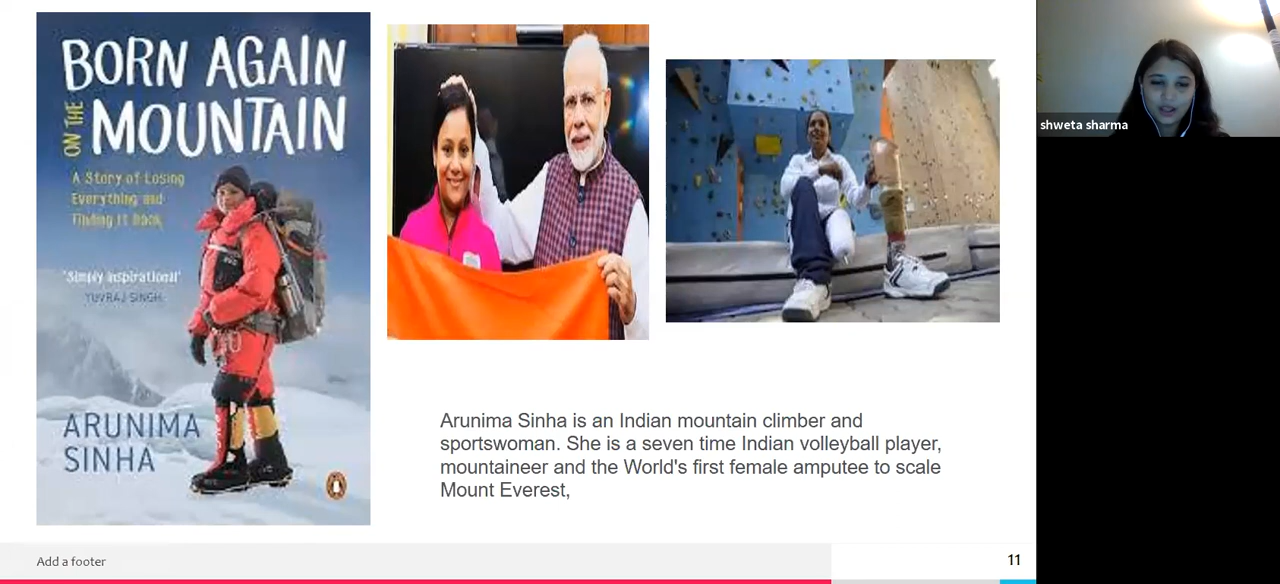 BORN AGAIN
ON THE
MOUNTAIN
A Story of Losing
Everything and
Finding It Back
'Simply inspirational'
YUVRAJ SINGH
ARUNIMA
SINHA
Arunima Sinha is an Indian mountain climber and
sportswoman. She is a seven time Indian volleyball player,
mountaineer and the World's first female amputee to scale
Mount Everest,
Add a footer
11
shweta sharma